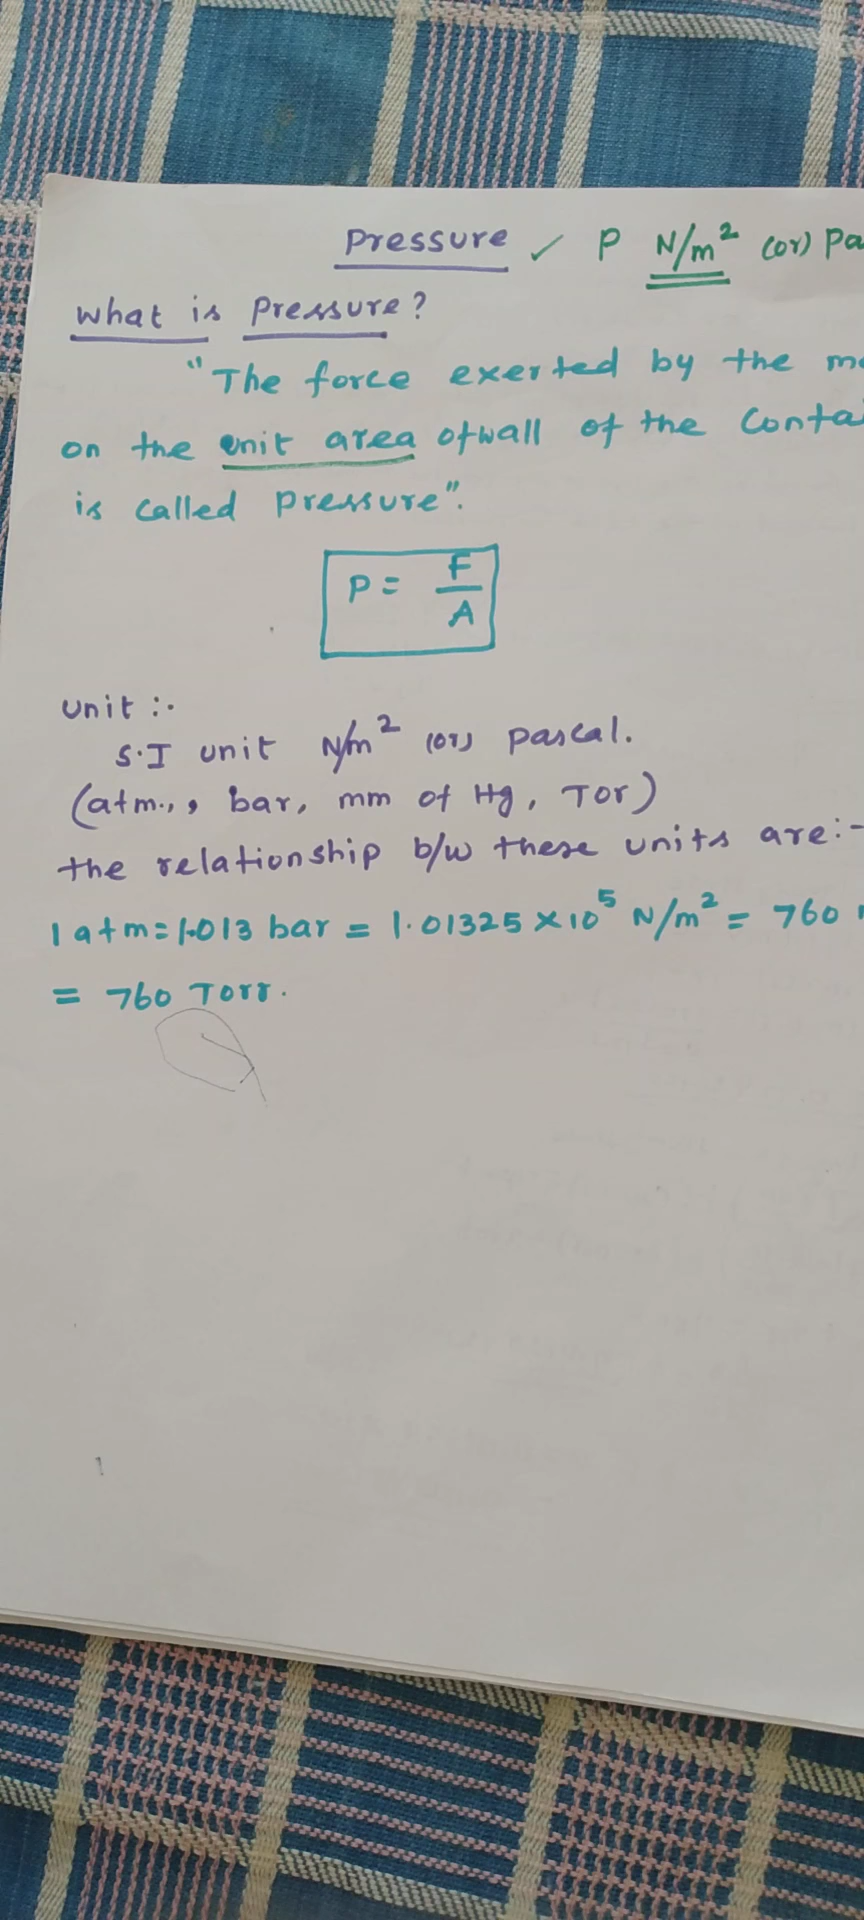 Pressure ✓ P N/m² (or) Pa
What is Pressure?
"The force exerted by the mo
on the unit area of wall of the Contai
is called Pressure".
P = F/A
Unit :-
S.I unit N/m² (or) pascal.
(atm., bar, mm of Hg, Tor)
the relationship b/w these units are:-
1 atm = 1.013 bar = 1.01325 × 10⁵ N/m² = 760
= 760 Torr.